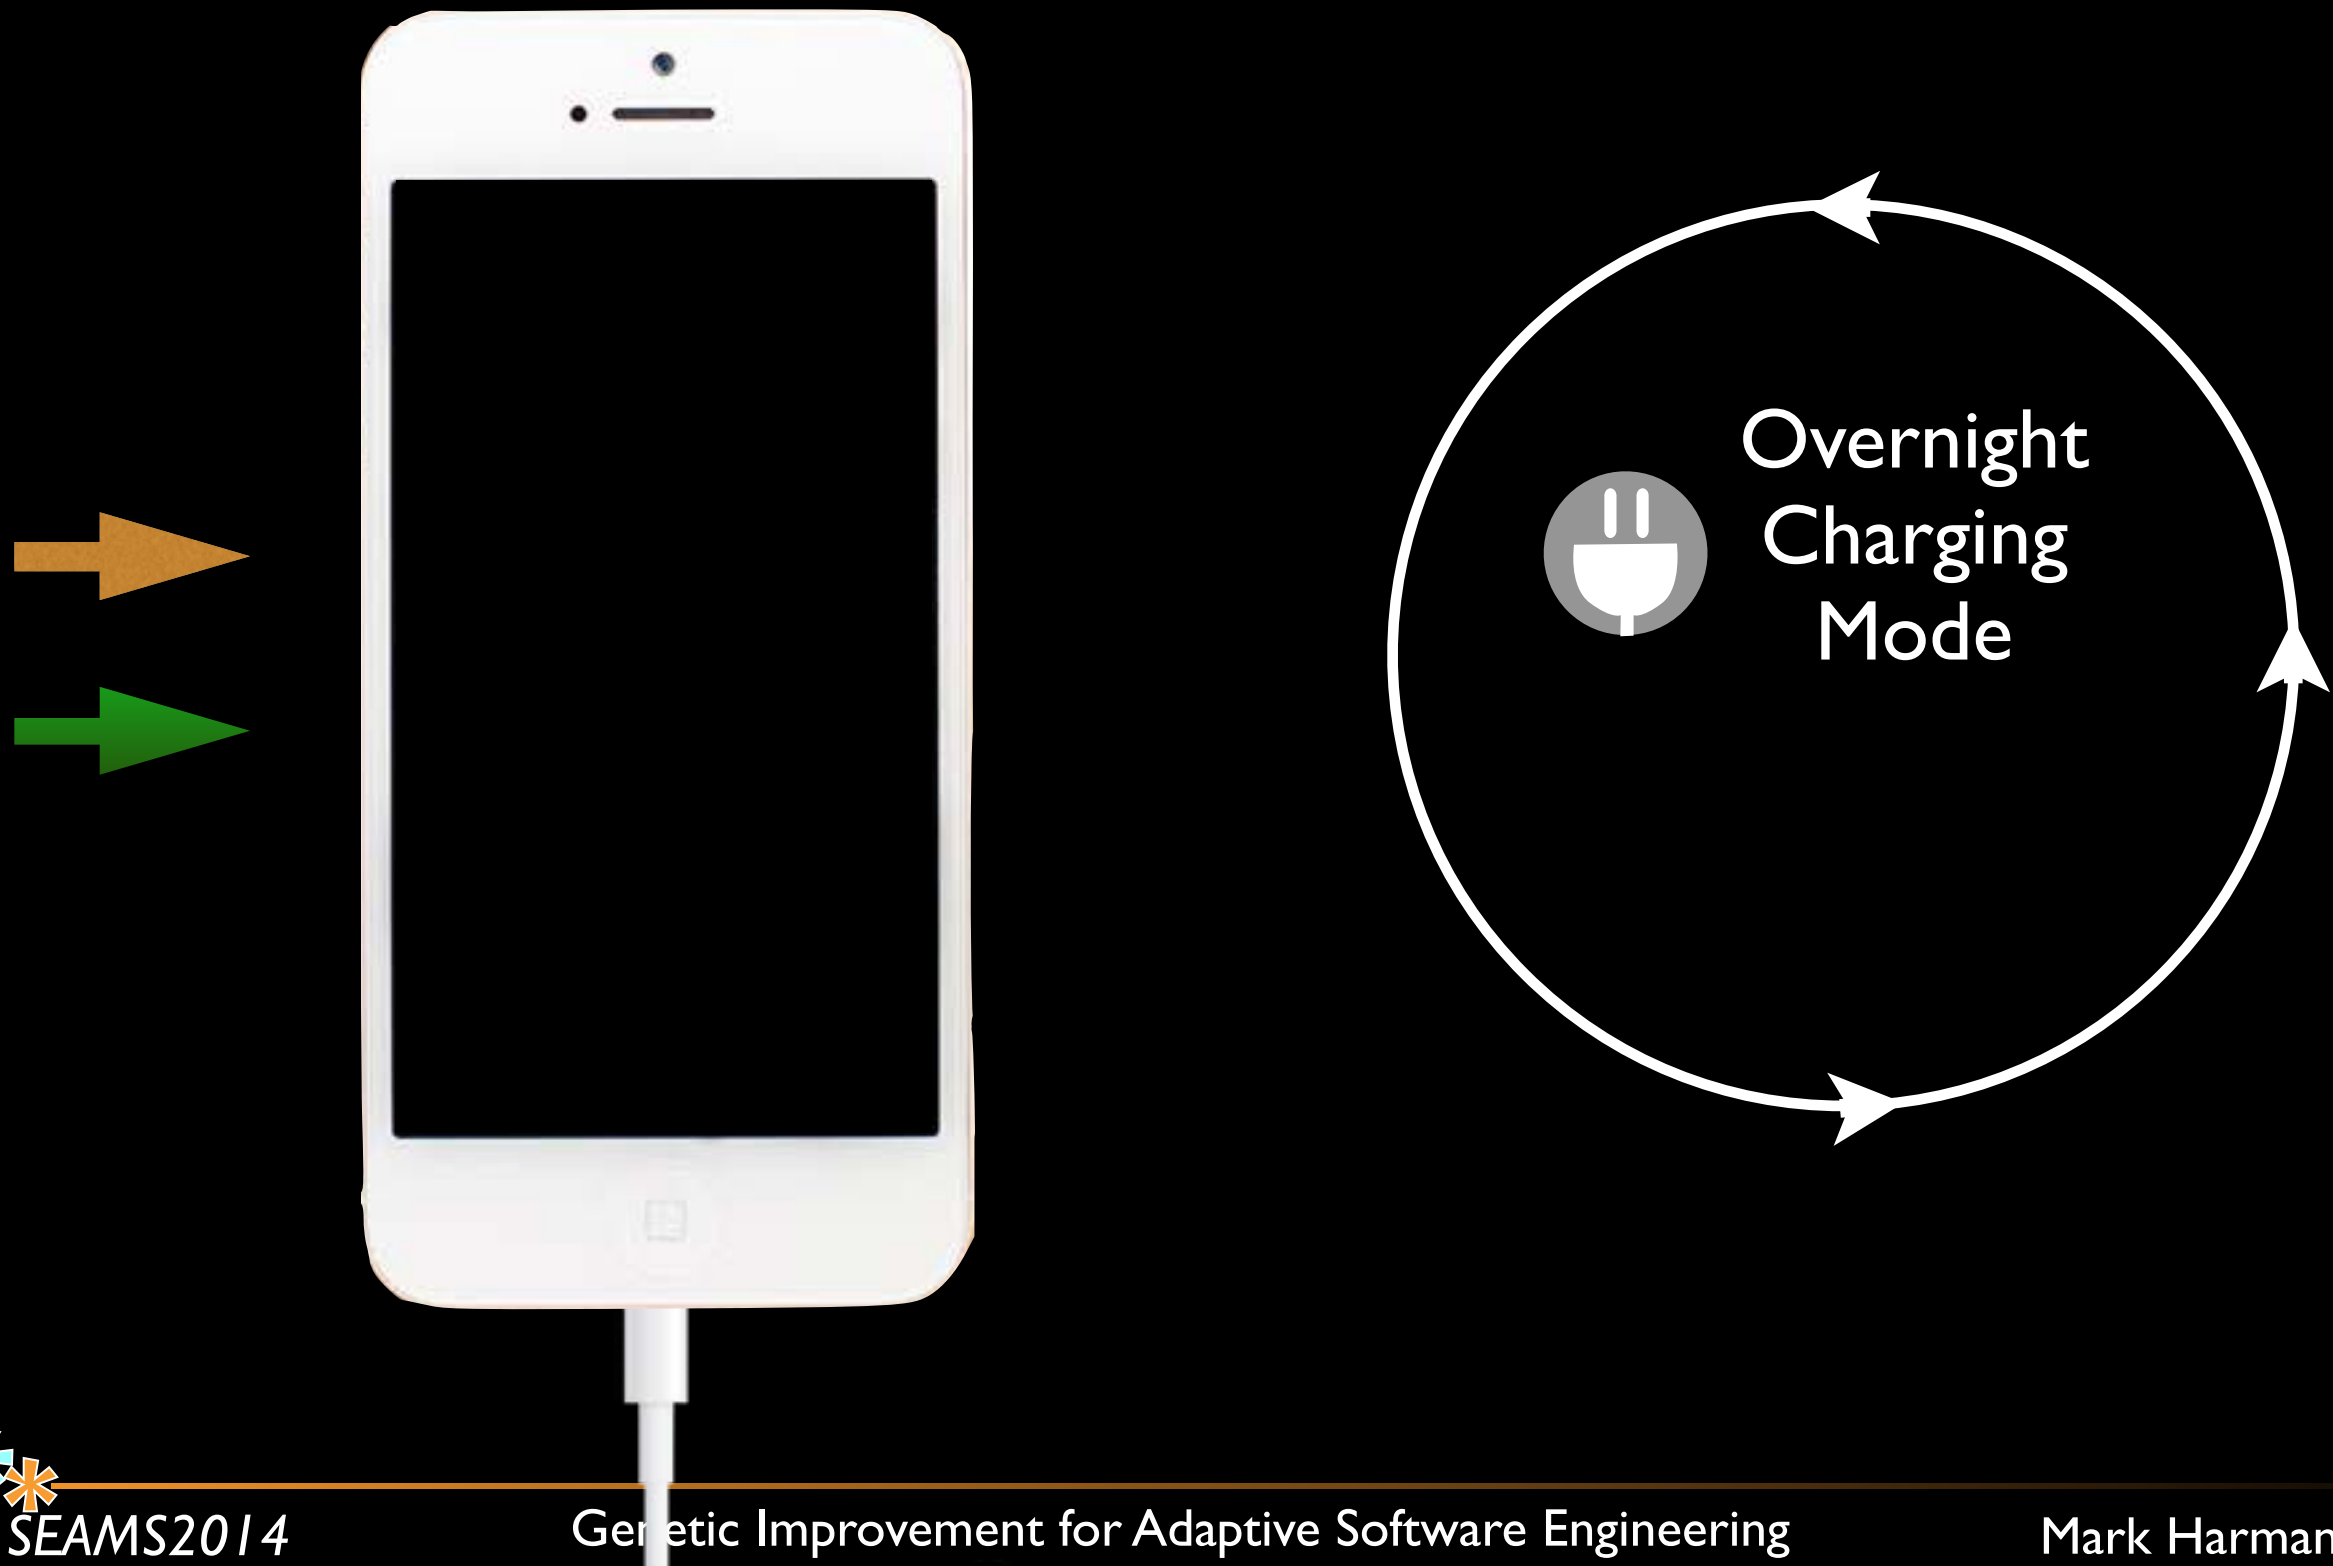 Overnight
Charging
Mode
SEAMS2014
Genetic Improvement for Adaptive Software Engineering
Mark Harman